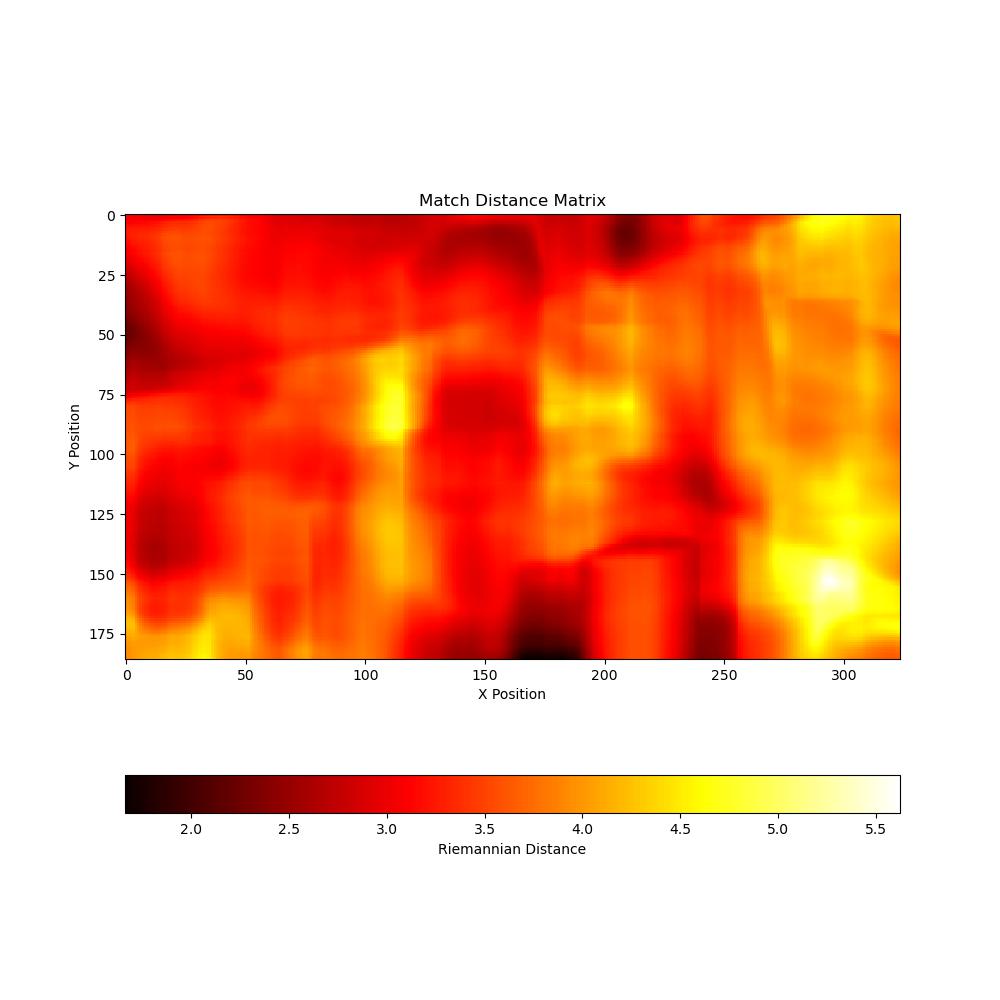 Match Distance Matrix
0
25
50
75
100
125
150
175
Y Position
0 50 100 150 200 250 300
X Position
2.0 2.5 3.0 3.5 4.0 4.5 5.0 5.5
Riemannian Distance